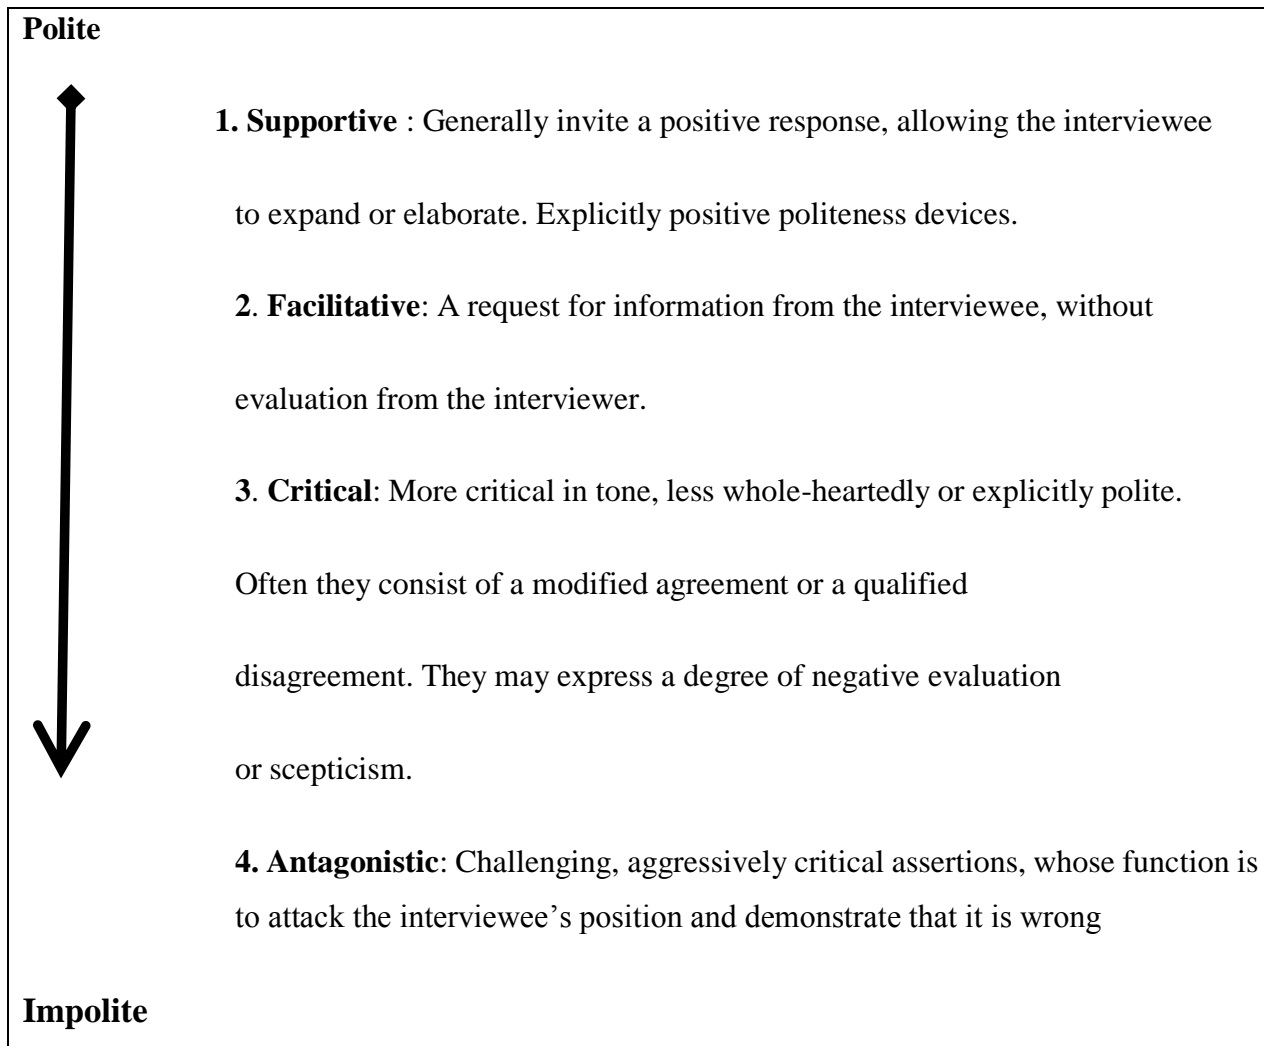 Polite
1. Supportive : Generally invite a positive response, allowing the interviewee
to expand or elaborate. Explicitly positive politeness devices.
2. Facilitative: A request for information from the interviewee, without
evaluation from the interviewer.
3. Critical: More critical in tone, less whole-heartedly or explicitly polite.
Often they consist of a modified agreement or a qualified
disagreement. They may express a degree of negative evaluation
or scepticism.
4. Antagonistic: Challenging, aggressively critical assertions, whose function is
to attack the interviewee’s position and demonstrate that it is wrong
Impolite